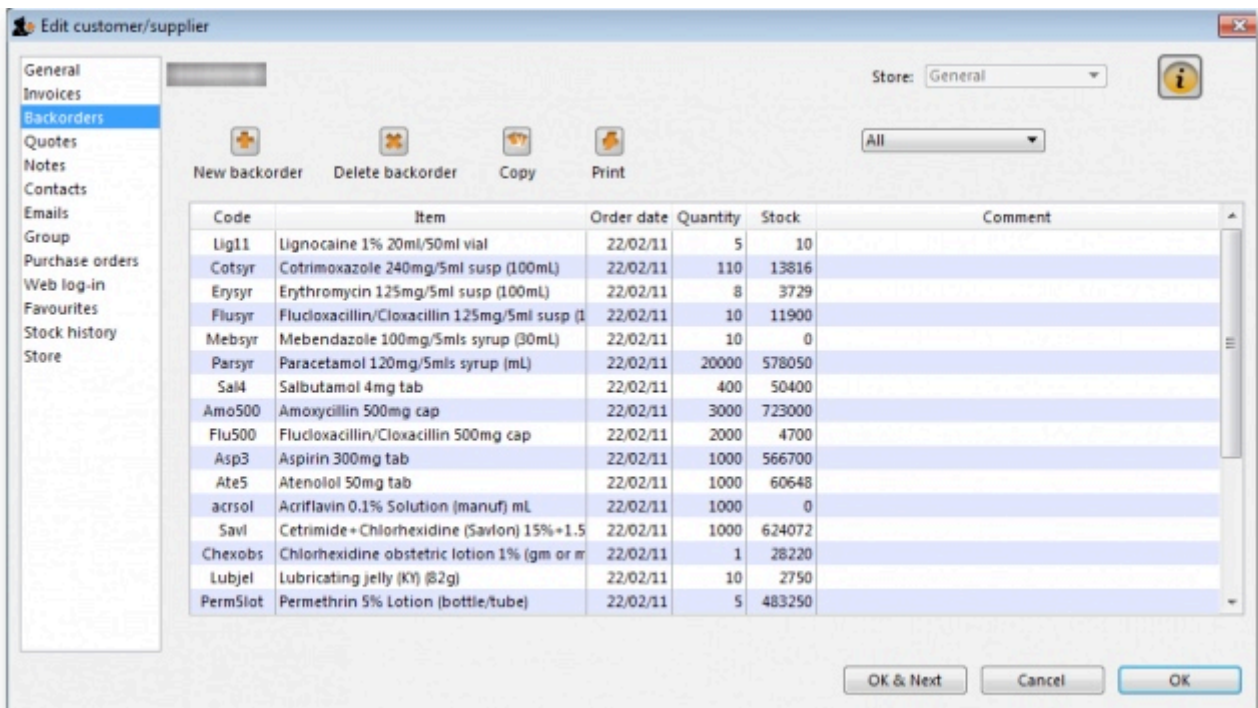 Edit customer/supplier
General
Invoices
Backorders
Quotes
Notes
Contacts
Emails
Group
Purchase orders
Web log-in
Favourites
Stock history
Store
Store: General
All
New backorder Delete backorder Copy Print
Code Item Order date Quantity Stock Comment
Lig11 Lignocaine 1% 20ml/50ml vial 22/02/11 5 10
Cotsyr Cotrimoxazole 240mg/5ml susp (100mL) 22/02/11 110 13816
Erysyr Erythromycin 125mg/5ml susp (100mL) 22/02/11 8 3729
Flusyr Flucloxacillin/Cloxacillin 125mg/5ml susp (1 22/02/11 10 11900
Mebsyr Mebendazole 100mg/5mls syrup (30mL) 22/02/11 10 0
Parsyr Paracetamol 120mg/5mls syrup (mL) 22/02/11 20000 578050
Sal4 Salbutamol 4mg tab 22/02/11 400 50400
Amo500 Amoxycillin 500mg cap 22/02/11 3000 723000
Flu500 Flucloxacillin/Cloxacillin 500mg cap 22/02/11 2000 4700
Asp3 Aspirin 300mg tab 22/02/11 1000 566700
Ate5 Atenolol 50mg tab 22/02/11 1000 60648
acrsol Acriflavin 0.1% Solution (manuf) mL 22/02/11 1000 0
Savl Cetrimide+Chlorhexidine (Savlon) 15%+1.5 22/02/11 1000 624072
Chexobs Chlorhexidine obstetric lotion 1% (gm or m 22/02/11 1 28220
Lubjel Lubricating jelly (KY) (82g) 22/02/11 10 2750
Perm5lot Permethrin 5% Lotion (bottle/tube) 22/02/11 5 483250
OK & Next Cancel OK